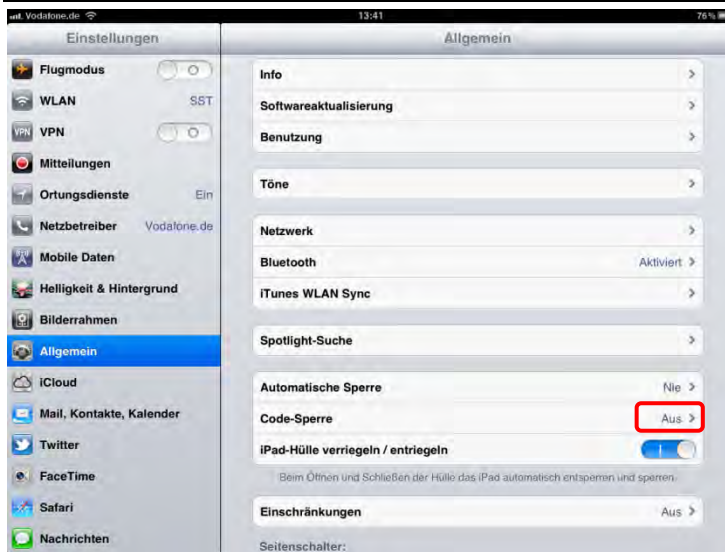 Vodafone.de
13:41
76%
Einstellungen
Allgemein
Flugmodus
WLAN SST
VPN VPN
Mitteilungen
Ortungsdienste Ein
Netzbetreiber Vodafone.de
Mobile Daten
Helligkeit & Hintergrund
Bilderrahmen
Allgemein
iCloud
Mail, Kontakte, Kalender
Twitter
FaceTime
Safari
Nachrichten
Info
Softwareaktualisierung
Benutzung
Töne
Netzwerk
Bluetooth Aktiviert
iTunes WLAN Sync
Spotlight-Suche
Automatische Sperre Nie
Code-Sperre Aus
iPad-Hülle verriegeln / entriegeln
Beim Öffnen und Schließen der Hülle das iPad automatisch entsperren und sperren.
Einschränkungen Aus
Seitenschalter: